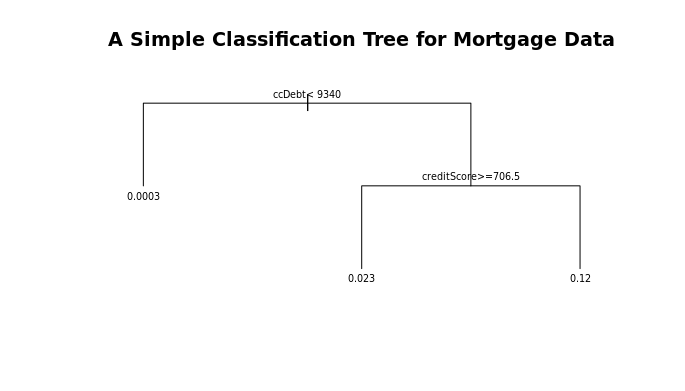 A Simple Classification Tree for Mortgage Data
ccDebt< 9340
creditScore>=706.5
0.0003
0.023
0.12